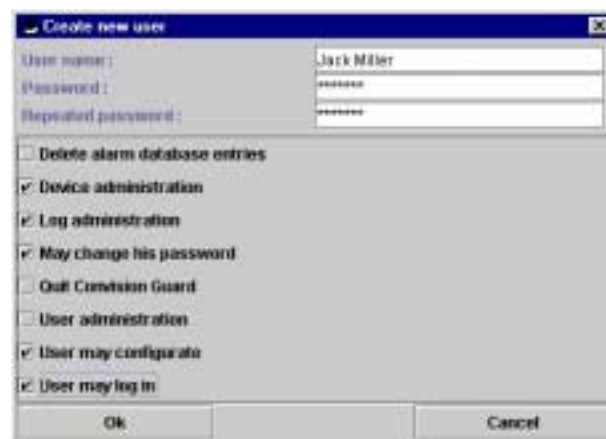 Create new user
User name: Jack Miller
Password: *******
Repeated password: *******
Delete alarm database entries
Device administration
Log administration
May change his password
Quit Convision Guard
User administration
User may configurate
User may log in
Ok Cancel